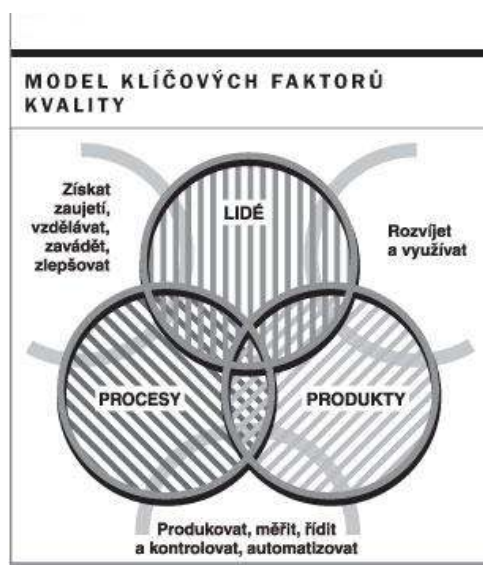 MODEL KLÍČOVÝCH FAKTORŮ
KVALITY
Získat
zaujetí,
vzdělávat,
zavádět,
zlepšovat
LIDÉ
Rozvíjet
a využívat
PROCESY
PRODUKTY
Produkovat, měřit, řídit
a kontrolovat, automatizovat